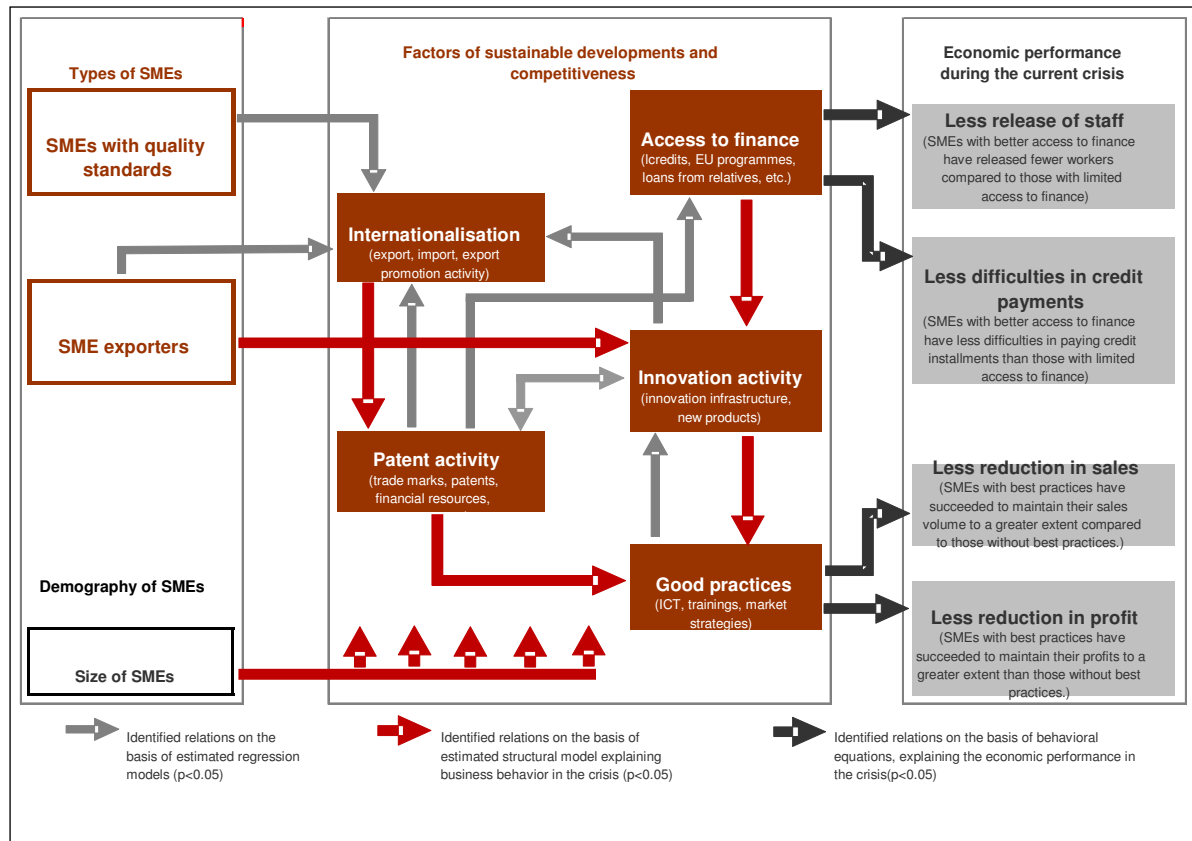 Types of SMEs
SMEs with quality
standards
SME exporters
Demography of SMEs
Size of SMEs
Factors of sustainable developments and
competitiveness
Access to finance
(Icredits, EU programmes,
loans from relatives, etc.)
Internationalisation
(export, import, export
promotion activity)
Innovation activity
(innovation infrastructure,
new products)
Patent activity
(trade marks, patents,
financial resources,
Good practices
(ICT, trainings, market
strategies)
Economic performance
during the current crisis
Less release of staff
(SMEs with better access to finance
have released fewer workers
compared to those with limited
access to finance)
Less difficulties in credit
payments
(SMEs with better access to finance
have less difficulties in paying credit
installments than those with limited
access to finance)
Less reduction in sales
(SMEs with best practices have
succeeded to maintain their sales
volume to a greater extent compared
to those without best practices.)
Less reduction in profit
(SMEs with best practices have
succeeded to maintain their profits to a
greater extent than those without best
practices.)
Identified relations on the
basis of estimated regression
models (p<0.05)
Identified relations on the basis of
estimated structural model explaining
business behavior in the crisis (p<0.05)
Identified relations on the basis of behavioral
equations, explaining the economic performance in
the crisis(p<0.05)